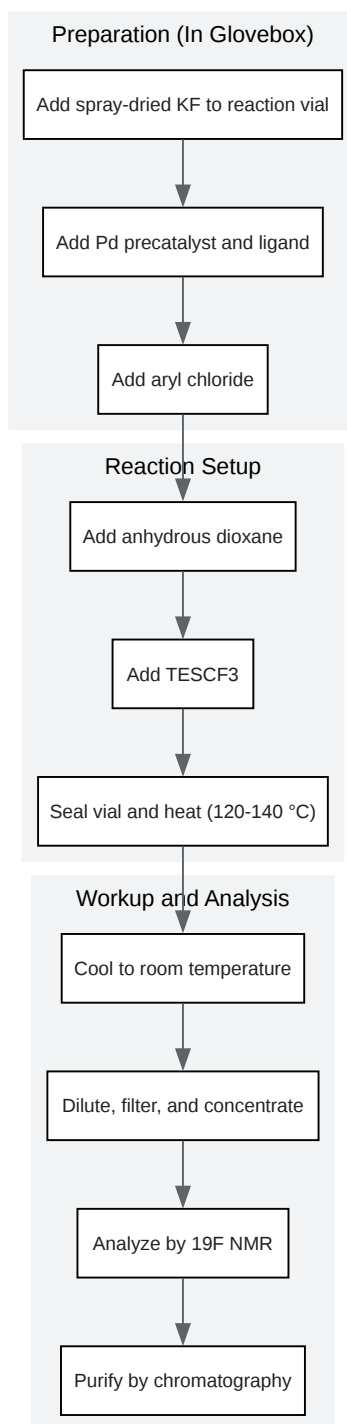 Preparation (In Glovebox)
Add spray-dried KF to reaction vial
Add Pd precatalyst and ligand
Add aryl chloride
Reaction Setup
Add anhydrous dioxane
Add TESCF3
Seal vial and heat (120-140 °C)
Workup and Analysis
Cool to room temperature
Dilute, filter, and concentrate
Analyze by 19F NMR
Purify by chromatography